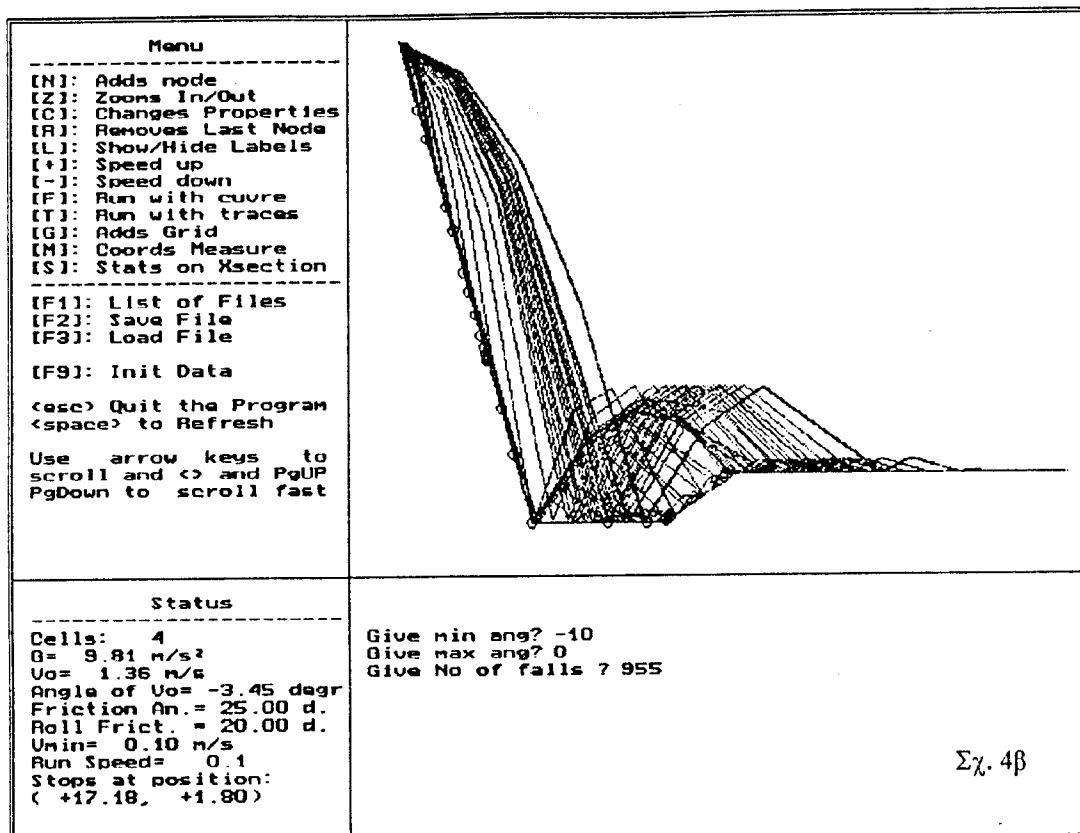 Menu
[N]: Adds node
[Z]: Zooms In/Out
[C]: Changes Properties
[R]: Removes Last Node
[L]: Show/Hide Labels
[+]: Speed up
[-]: Speed down
[F]: Run with cuvre
[T]: Run with traces
[G]: Adds Grid
[M]: Coords Measure
[S]: Stats on Xsection
[F1]: List of Files
[F2]: Save File
[F3]: Load File
[F9]: Init Data
<esc> Quit the Program
<space> to Refresh
Use arrow keys to
scroll and <> and PgUP
PgDown to scroll fast
Status
Cells: 4
G= 9.81 m/s²
Vo= 1.36 m/s
Angle of Vo= -3.45 degr
Friction An.= 25.00 d.
Roll Frict. = 20.00 d.
Vmin= 0.10 m/s
Run Speed= 0.1
Stops at position:
( +17.18, +1.80)
Give min ang? -10
Give max ang? 0
Give No of falls ? 955
Σχ. 4β